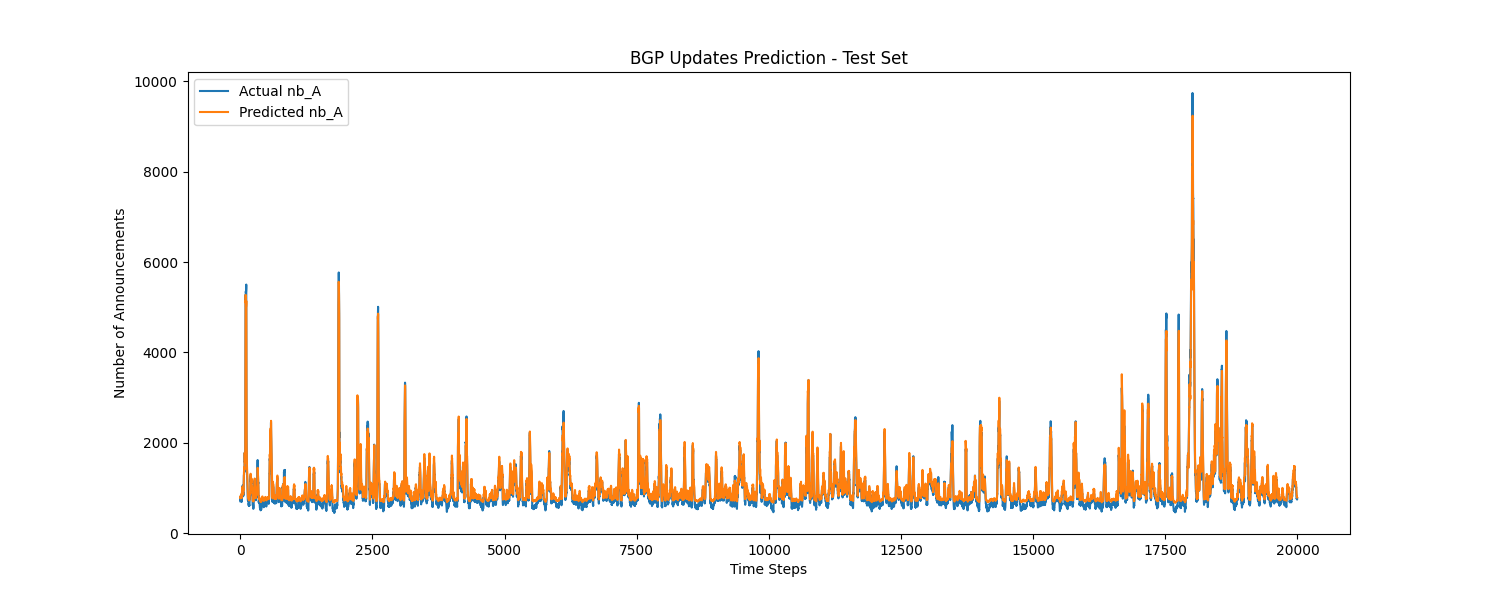 BGP Updates Prediction - Test Set
Actual nb_A
Predicted nb_A
Number of Announcements
10000
8000
6000
4000
2000
0
0 2500 5000 7500 10000 12500 15000 17500 20000
Time Steps